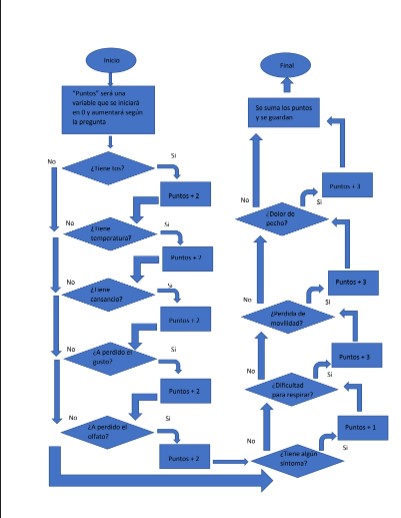 Inicio
"Puntos" será una
variable que se iniciará
en 0 y aumentará según
la pregunta
No
Si
¿Tiene tos?
Puntos + 2
No
Si
¿Tiene
temperatura?
Puntos + ?
No
Si
¿Tiene
cansancio?
Puntos + 2
No
Si
¿A perdido el
gusto?
Puntos + 2
No
Si
¿A perdido el
olfato?
Puntos + 2
Final
Se suma los puntos
y se guardan
Puntos + 3
No
Si
¿Dolor de
pecho?
Puntos + 3
No
Si
¿Perdida de
movilidad?
Puntos + 3
No
Si
¿Dificultad
para respirar?
Puntos + 1
No
Si
¿Tiene algún
sintoma?